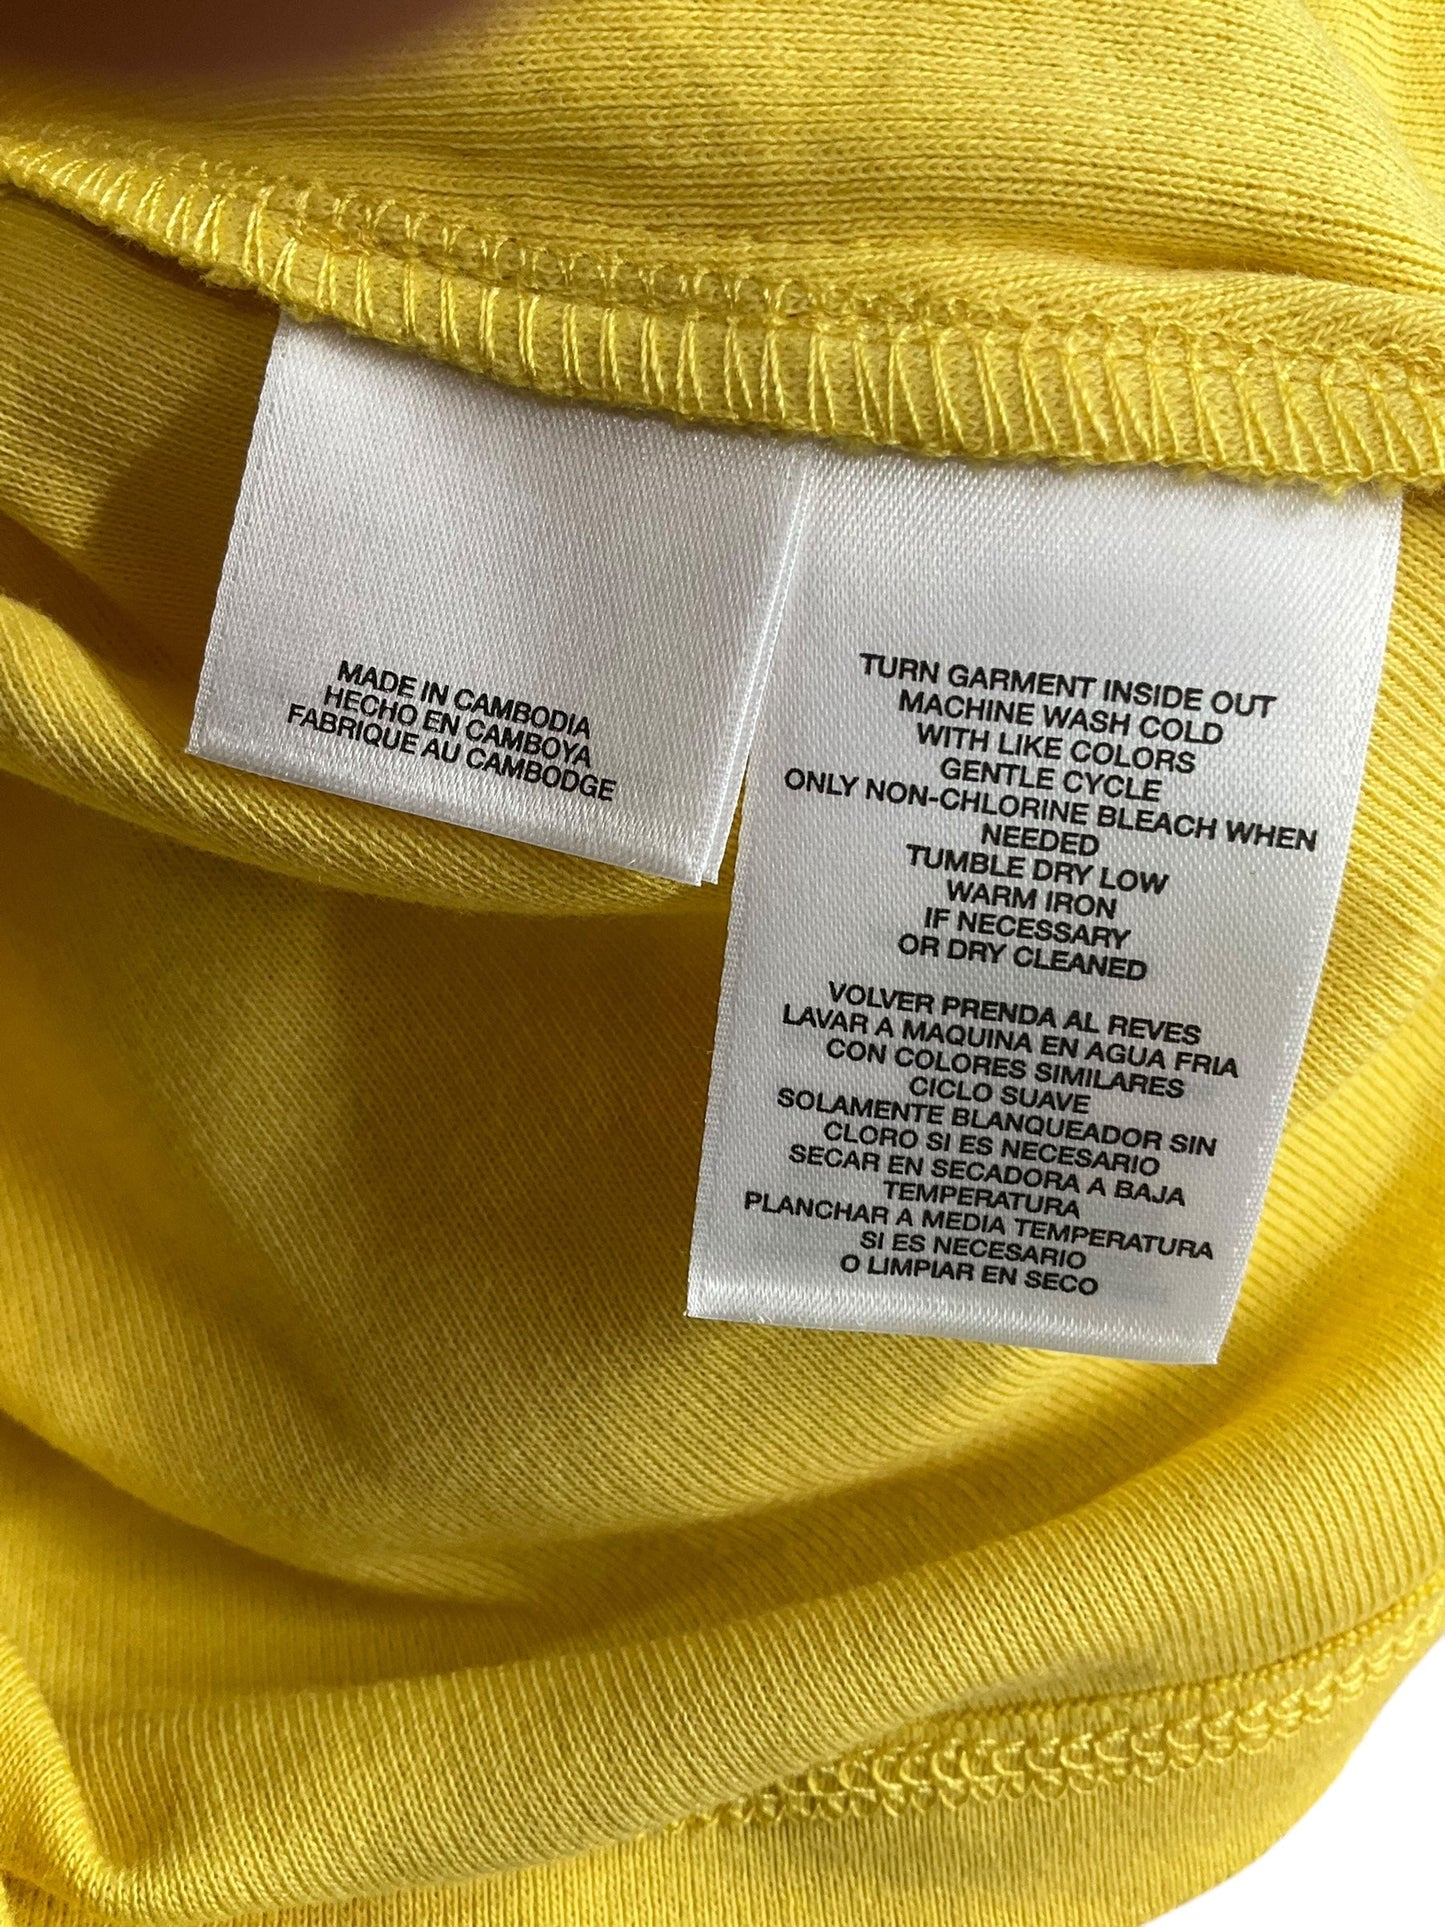 MADE IN CAMBODIA
HECHO EN CAMBOYA
FABRIQUE AU CAMBODGE
TURN GARMENT INSIDE OUT
MACHINE WASH COLD
WITH LIKE COLORS
GENTLE CYCLE
ONLY NON-CHLORINE BLEACH WHEN
NEEDED
TUMBLE DRY LOW
WARM IRON
IF NECESSARY
OR DRY CLEANED
VOLVER PRENDA AL REVES
LAVAR A MAQUINA EN AGUA FRIA
CON COLORES SIMILARES
CICLO SUAVE
SOLAMENTE BLANQUEADOR SIN
CLORO SI ES NECESARIO
SECAR EN SECADORA A BAJA
TEMPERATURA
PLANCHAR A MEDIA TEMPERATURA
SI ES NECESARIO
O LIMPIAR EN SECO